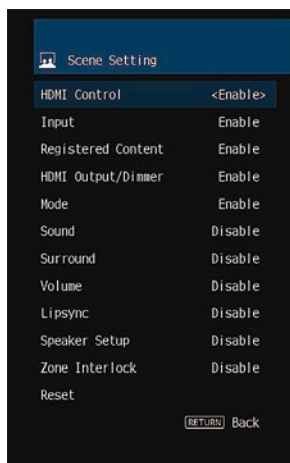 Scene Setting
HDMI Control <Enable>
Input Enable
Registered Content Enable
HDMI Output/Dimmer Enable
Mode Enable
Sound Disable
Surround Disable
Volume Disable
Lipsync Disable
Speaker Setup Disable
Zone Interlock Disable
Reset
RETURN Back